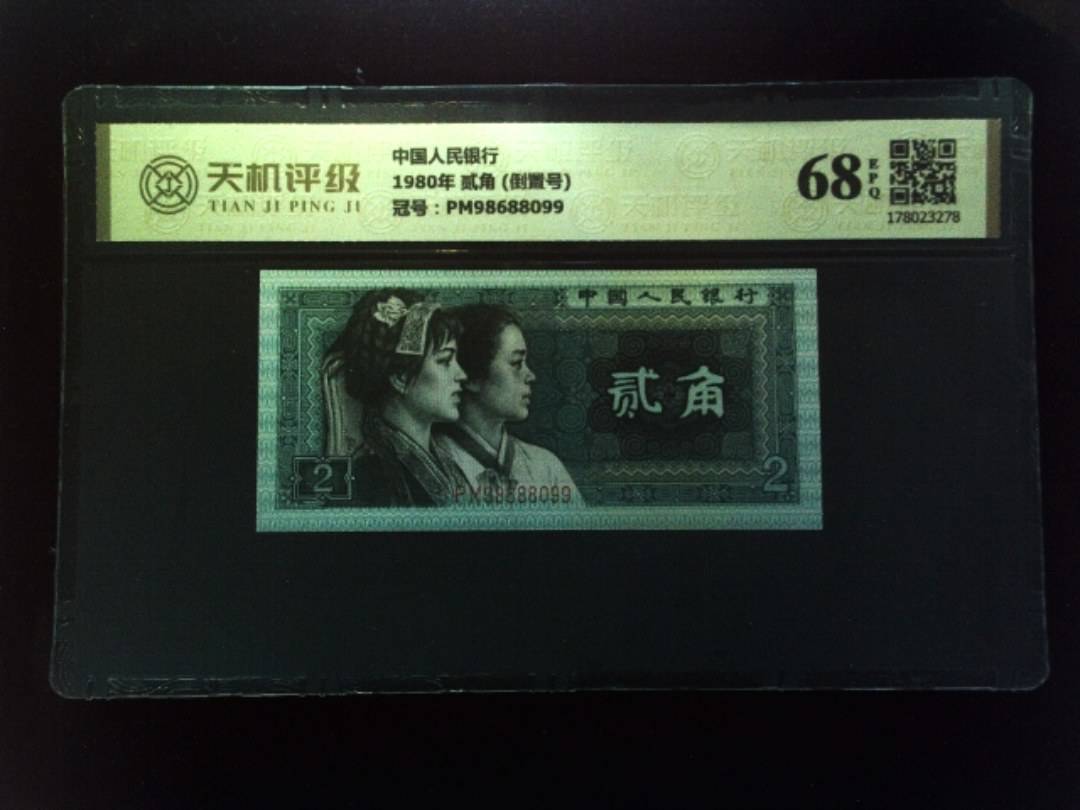 天机评级
TIAN JI PING JI
中国人民银行
1980年 贰角 (倒置号)
冠号：PM98688099
68
EPQ
178023278
中國人民銀行
贰角
2
2
PM98688099